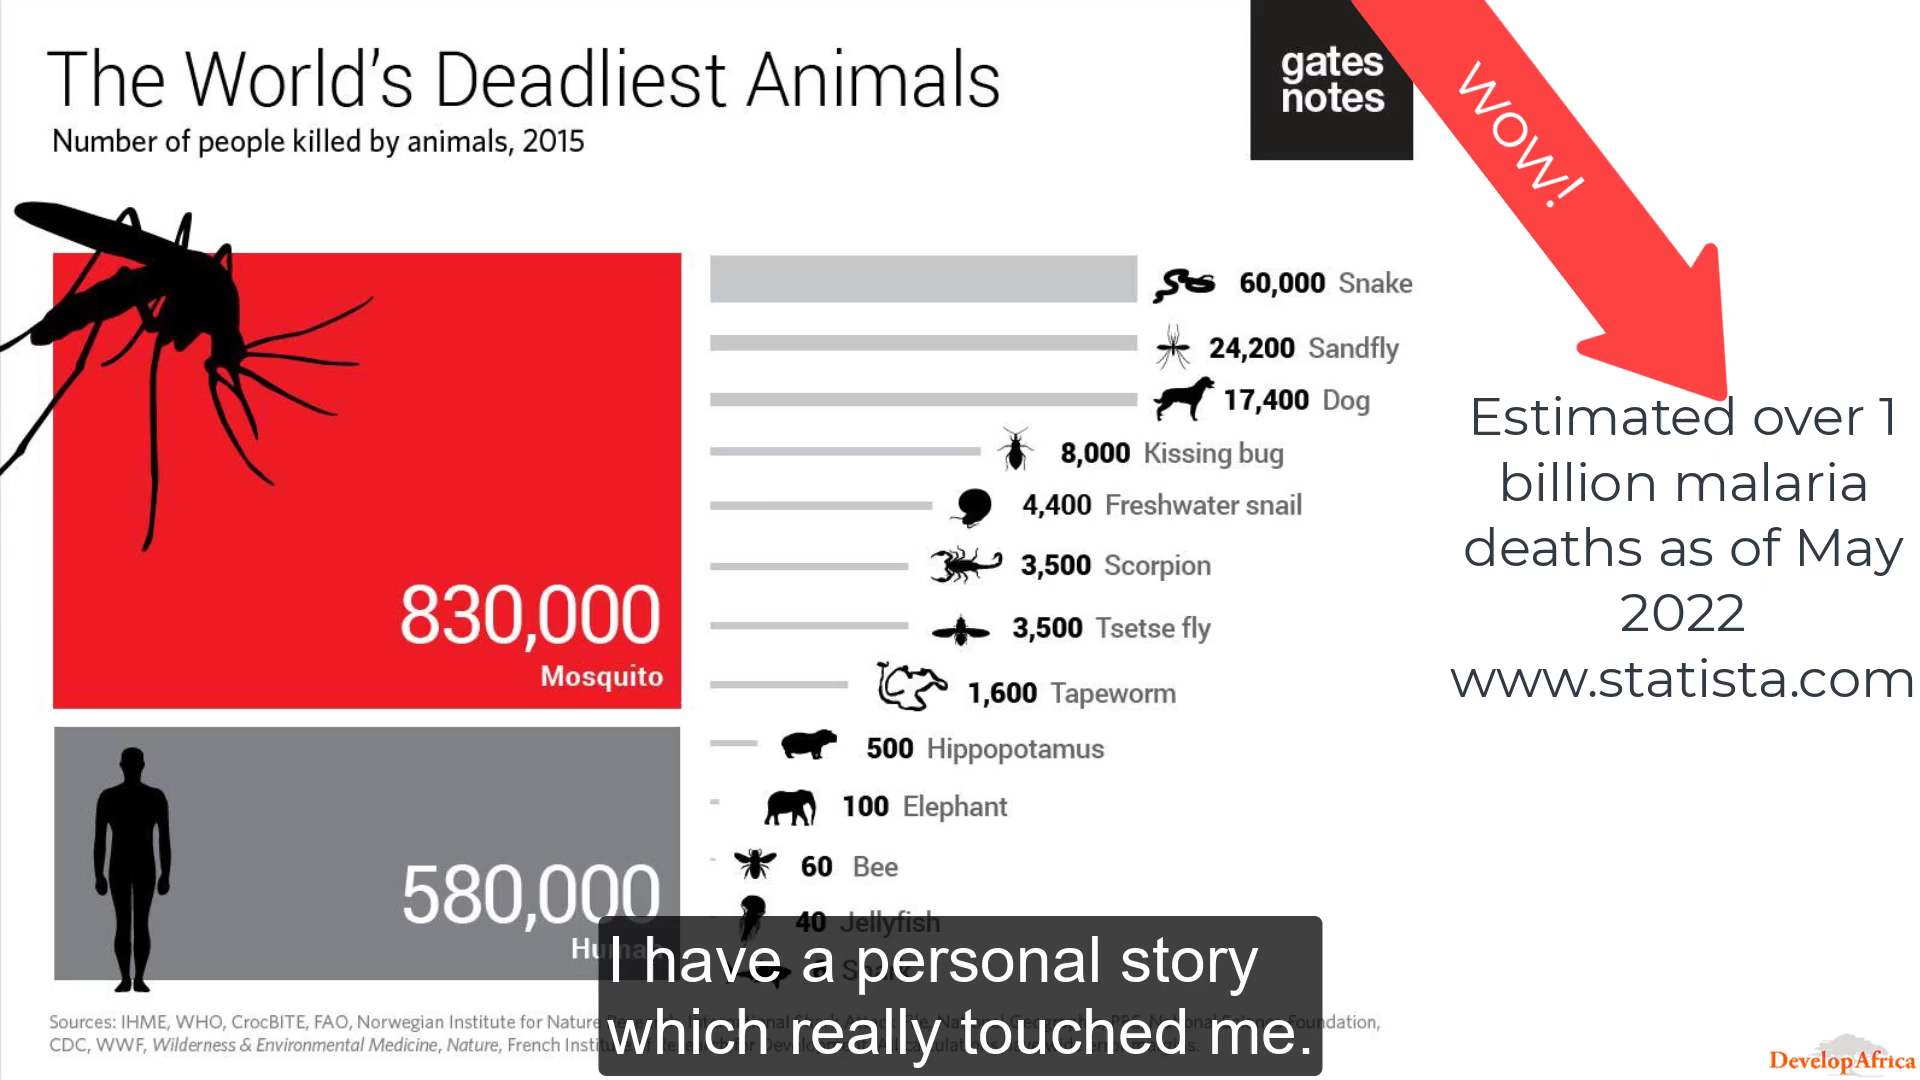 The World's Deadliest Animals
Number of people killed by animals, 2015
gates
notes
WOW!
830,000
Mosquito
580,000
60,000 Snake
24,200 Sandfly
17,400 Dog
8,000 Kissing bug
4,400 Freshwater snail
3,500 Scorpion
3,500 Tsetse fly
1,600 Tapeworm
500 Hippopotamus
100 Elephant
60 Bee
40 Jellyfish
Estimated over 1
billion malaria
deaths as of May
2022
www.statista.com
I have a personal story
which really touched me.
Sources: IHME, WHO, CrocBITE, FAO, Norwegian Institute for Nature
CDC, WWF, Wilderness & Environmental Medicine, Nature, French
DevelopAfrica